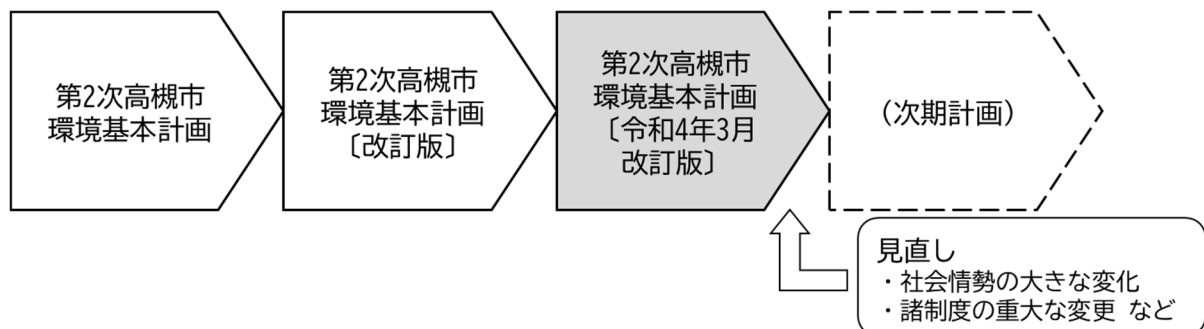 第2次高槻市
環境基本計画
第2次高槻市
環境基本計画
〔改訂版〕
第2次高槻市
環境基本計画
〔令和4年3月
改訂版〕
（次期計画）
見直し
・社会情勢の大きな変化
・諸制度の重大な変更 など